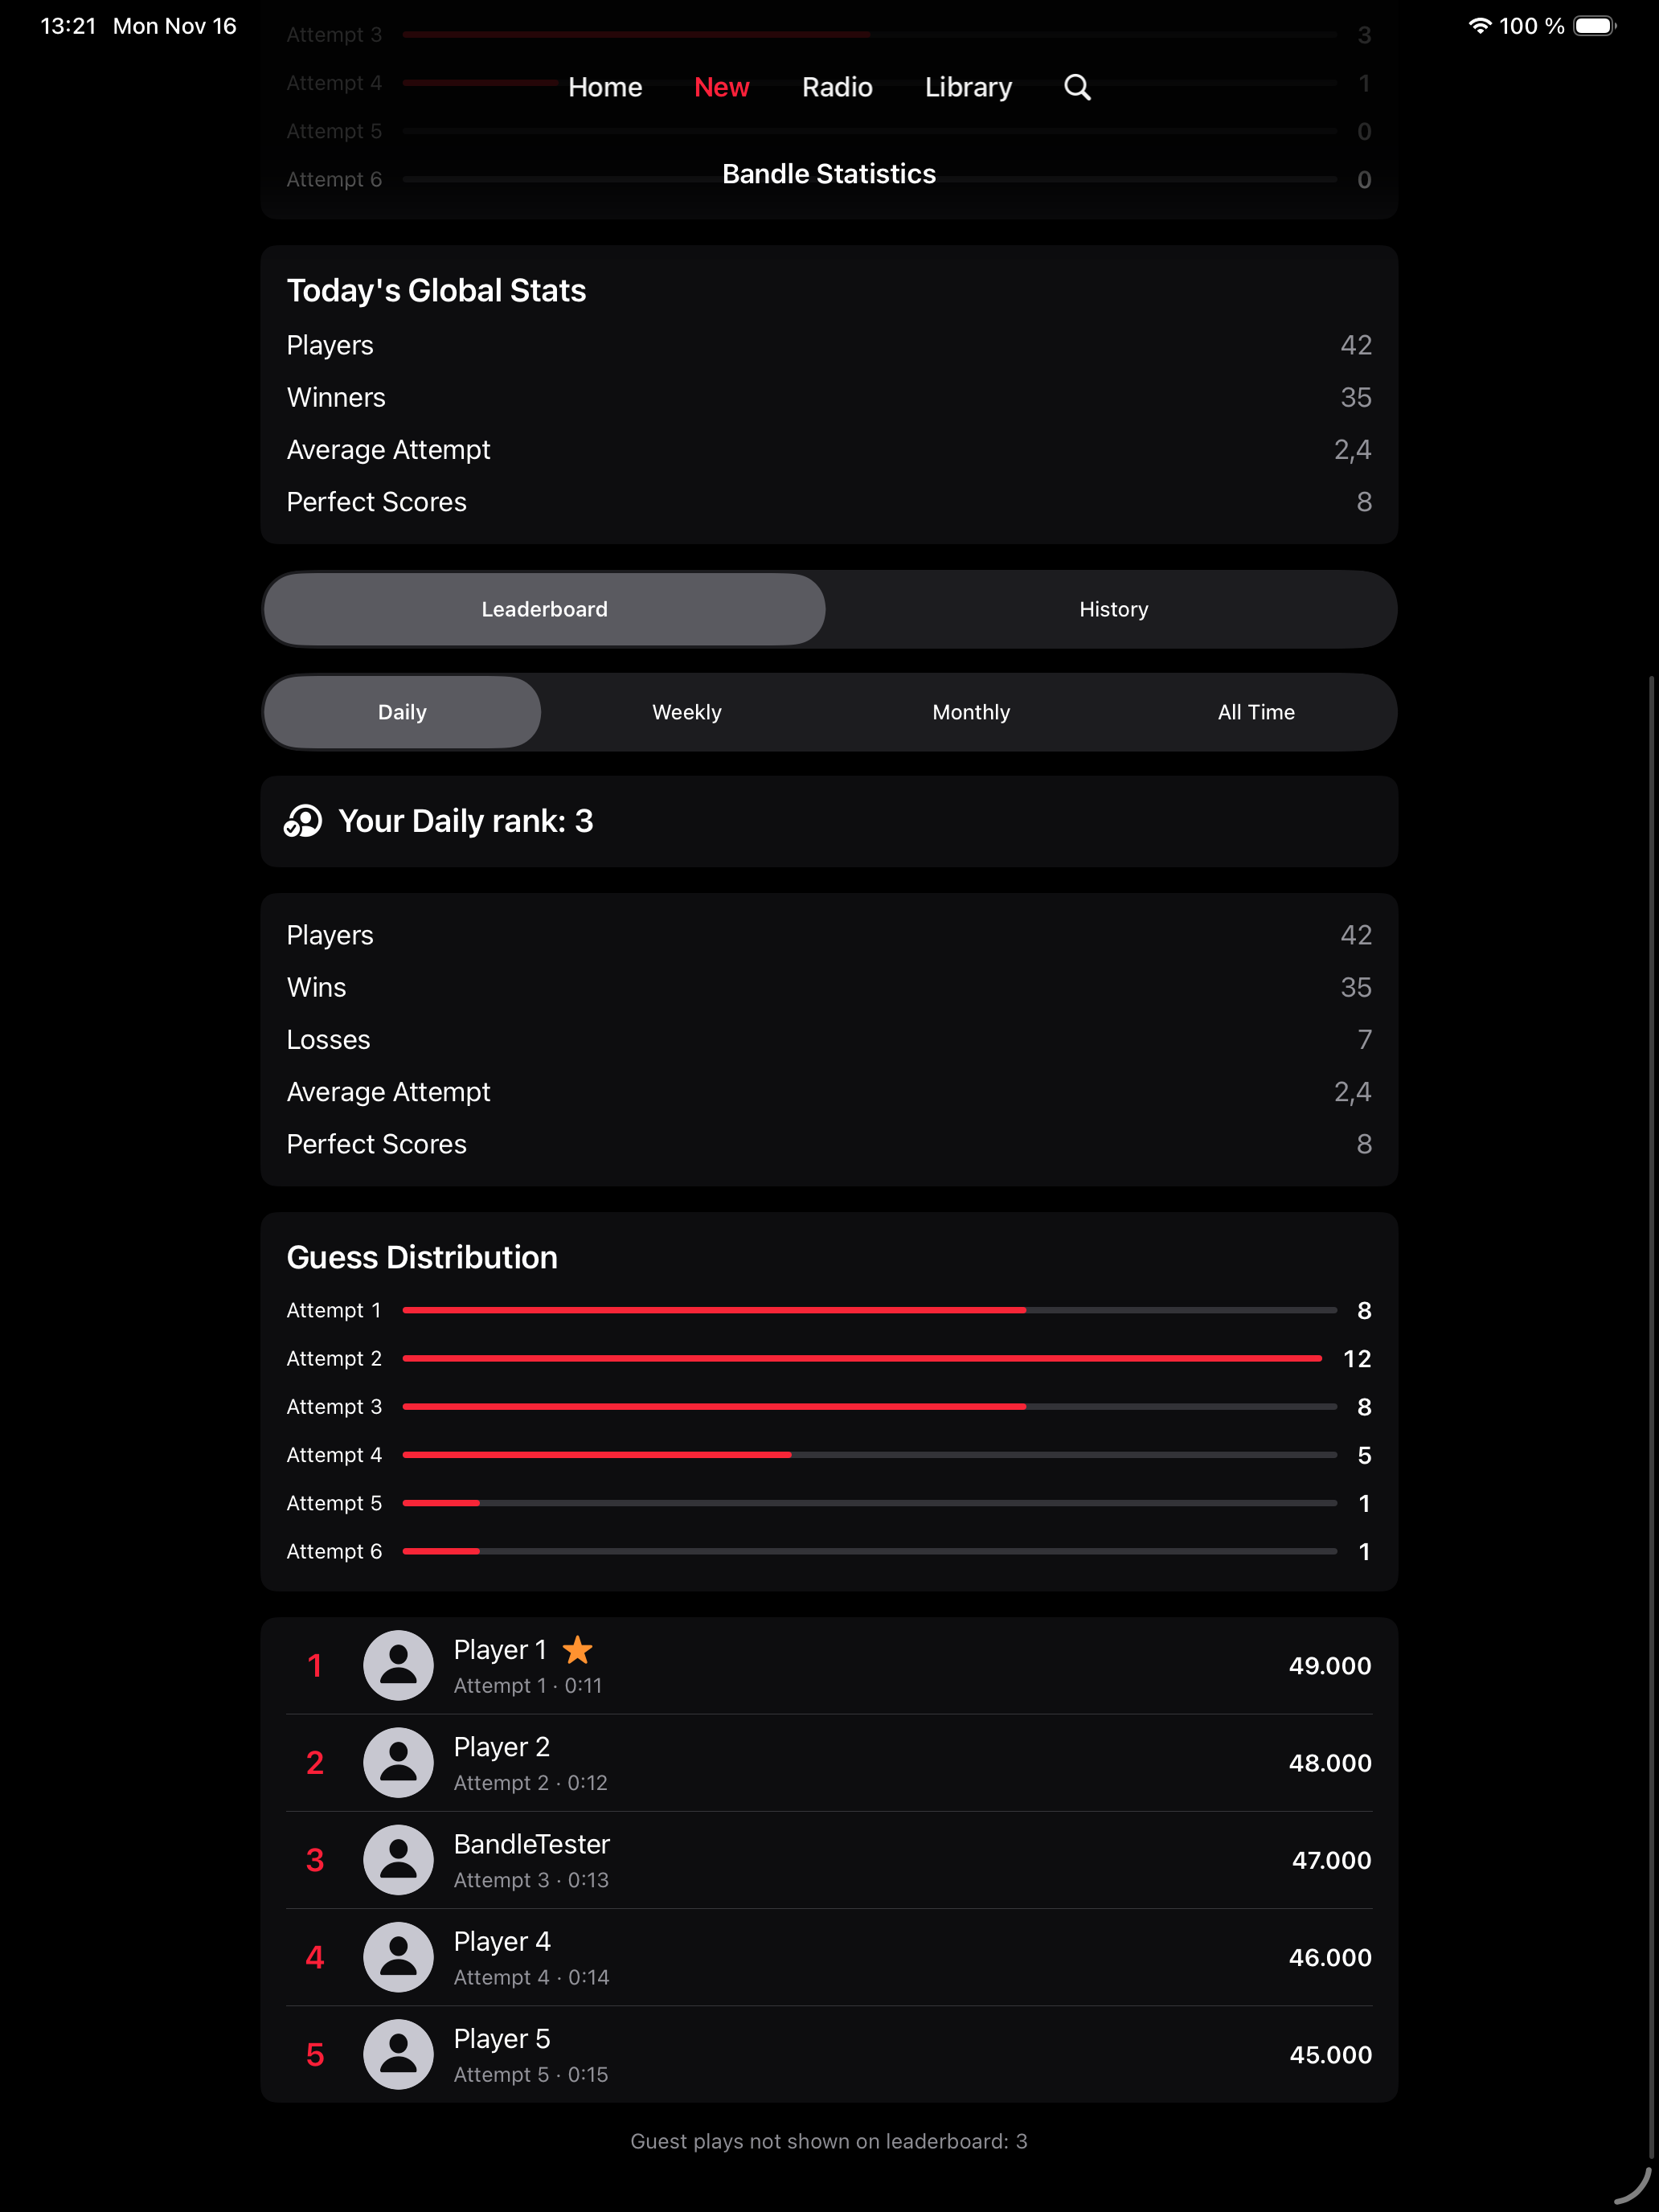 13:21 Mon Nov 16 100 %
Attempt 3 3
Attempt 4 1
Home New Radio Library
Attempt 5 0
Bandle Statistics
Attempt 6 0
Today's Global Stats
Players 42
Winners 35
Average Attempt 2,4
Perfect Scores 8
Leaderboard History
Daily Weekly Monthly All Time
Your Daily rank: 3
Players 42
Wins 35
Losses 7
Average Attempt 2,4
Perfect Scores 8
Guess Distribution
Attempt 1 8
Attempt 2 12
Attempt 3 8
Attempt 4 5
Attempt 5 1
Attempt 6 1
1 Player 1 49.000
Attempt 1 · 0:11
2 Player 2 48.000
Attempt 2 · 0:12
3 BandleTester 47.000
Attempt 3 · 0:13
4 Player 4 46.000
Attempt 4 · 0:14
5 Player 5 45.000
Attempt 5 · 0:15
Guest plays not shown on leaderboard: 3